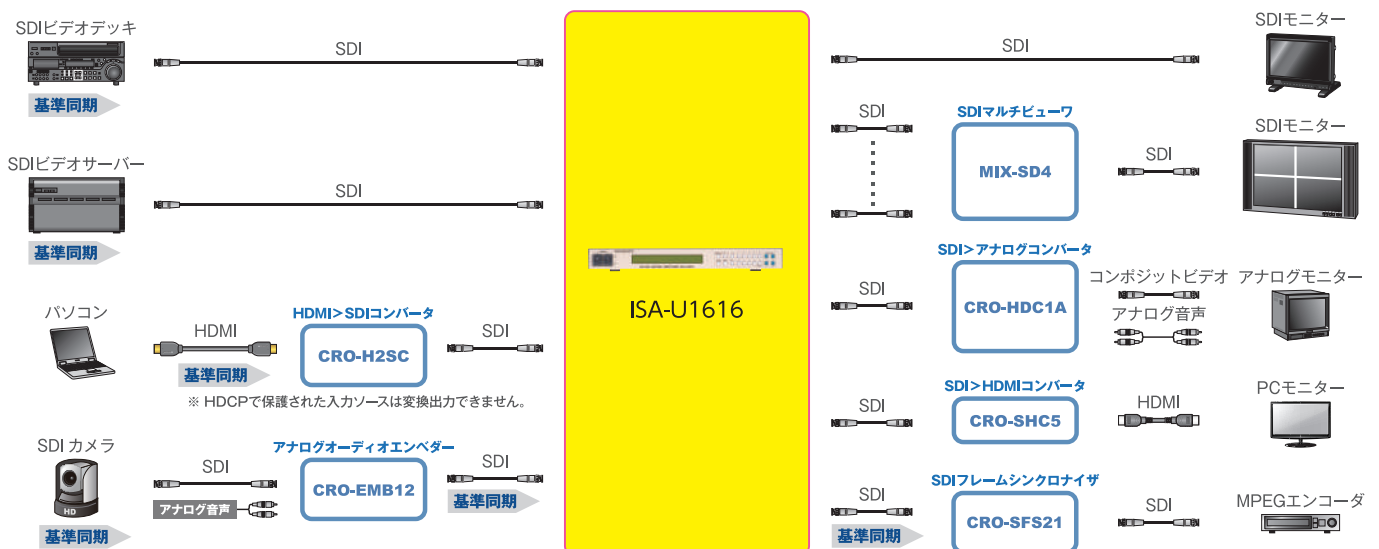 SDIビデオデッキ
SDI
基準同期
SDIビデオサーバー
SDI
基準同期
パソコン
HDMI
基準同期
HDMI>SDIコンバータ
CRO-H2SC
SDI
※ HDCPで保護された入力ソースは変換出力できません。
SDI カメラ
HD
基準同期
SDI
アナログ音声
アナログオーディオエンベダー
CRO-EMB12
SDI
基準同期
ISA-U1616
SDI
SDIモニター
SDI
SDIマルチビューワ
MIX-SD4
SDI
SDIモニター
SDI
SDI>アナログコンバータ
CRO-HDC1A
コンポジットビデオ
アナログ音声
アナログモニター
SDI
SDI>HDMIコンバータ
CRO-SHC5
HDMI
PCモニター
SDI
基準同期
SDIフレームシンクロナイザ
CRO-SFS21
SDI
MPEGエンコーダ